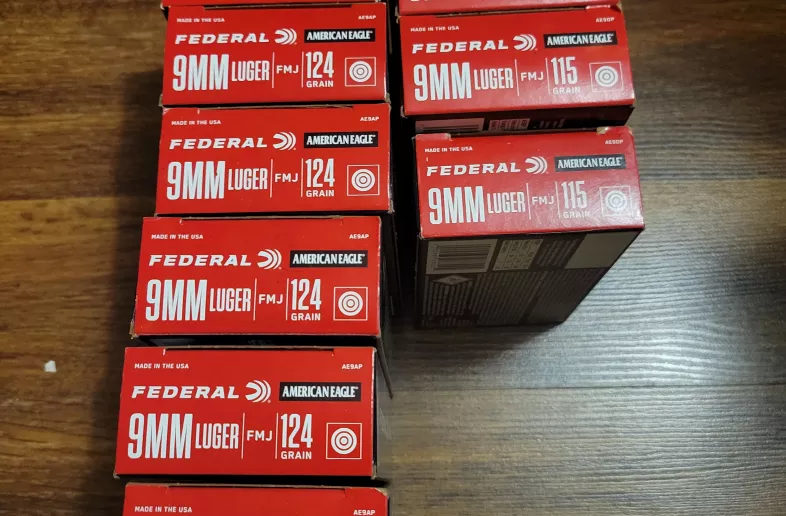 MADE IN THE USA AE9AP
FEDERAL AMERICAN EAGLE
9MM LUGER FMJ 124
GRAIN
MADE IN THE USA AE9AP
FEDERAL AMERICAN EAGLE
9MM LUGER FMJ 124
GRAIN
MADE IN THE USA AE9AP
FEDERAL AMERICAN EAGLE
9MM LUGER FMJ 124
GRAIN
MADE IN THE USA AE9AP
FEDERAL AMERICAN EAGLE
9MM LUGER FMJ 124
GRAIN
MADE IN THE USA AE9AP
MADE IN THE USA AE9DP
FEDERAL AMERICAN EAGLE
9MM LUGER FMJ 115
GRAIN
MADE IN THE USA AE9DP
FEDERAL AMERICAN EAGLE
9MM LUGER FMJ 115
GRAIN